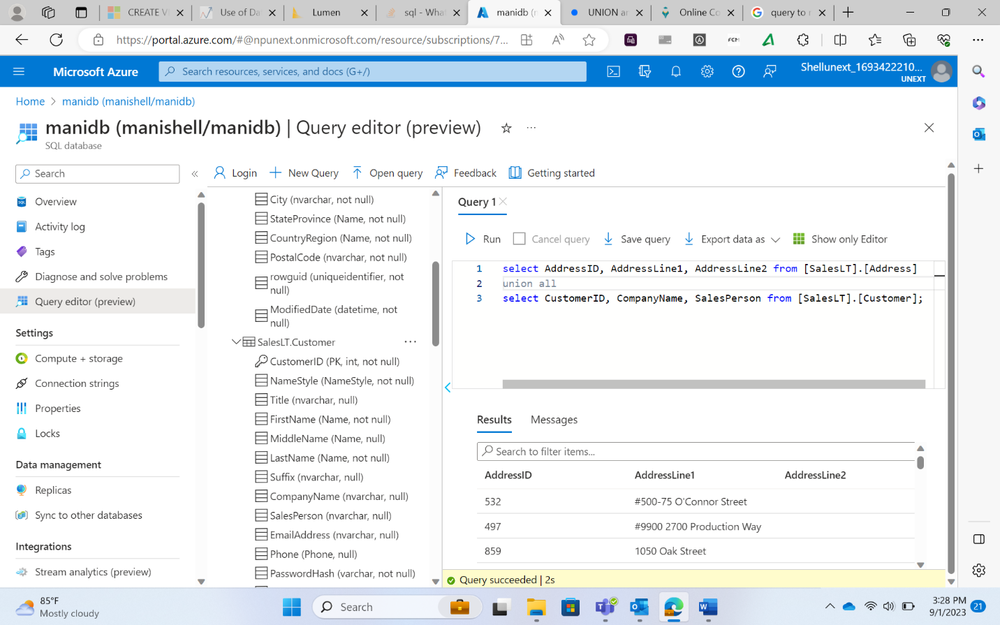 CREATE VI
Use of Da
Lumen
sql - Wha
manidb (m
UNION an
Online Co
query to r
https://portal.azure.com/#@npunext.onmicrosoft.com/resource/subscriptions/7...
FCM
Microsoft Azure
Search resources, services, and docs (G+/)
Shellunext_1693422210...
UNEXT
Home > manidb (manishell/manidb)
manidb (manishell/manidb) | Query editor (preview)
...
SQL database
Search
«
Login
New Query
Open query
Feedback
Getting started
Overview
Activity log
Tags
Diagnose and solve problems
Query editor (preview)
Settings
Compute + storage
Connection strings
Properties
Locks
Data management
Replicas
Sync to other databases
Integrations
Stream analytics (preview)
City (nvarchar, not null)
StateProvince (Name, not null)
CountryRegion (Name, not null)
PostalCode (nvarchar, not null)
rowguid (uniqueidentifier, not
null)
ModifiedDate (datetime, not
null)
SalesLT.Customer
...
CustomerID (PK, int, not null)
NameStyle (NameStyle, not null)
Title (nvarchar, null)
FirstName (Name, not null)
MiddleName (Name, null)
LastName (Name, not null)
Suffix (nvarchar, null)
CompanyName (nvarchar, null)
SalesPerson (nvarchar, null)
EmailAddress (nvarchar, null)
Phone (Phone, null)
PasswordHash (varchar, not null)
Query 1
Run
Cancel query
Save query
Export data as
Show only Editor
1 select AddressID, AddressLine1, AddressLine2 from [SalesLT].[Address]
2 union all
3 select CustomerID, CompanyName, SalesPerson from [SalesLT].[Customer];
Results
Messages
Search to filter items...
AddressID AddressLine1 AddressLine2
532 #500-75 O'Connor Street
497 #9900 2700 Production Way
859 1050 Oak Street
Query succeeded | 2s
85°F
Mostly cloudy
Search
3:28 PM
9/1/2023
21